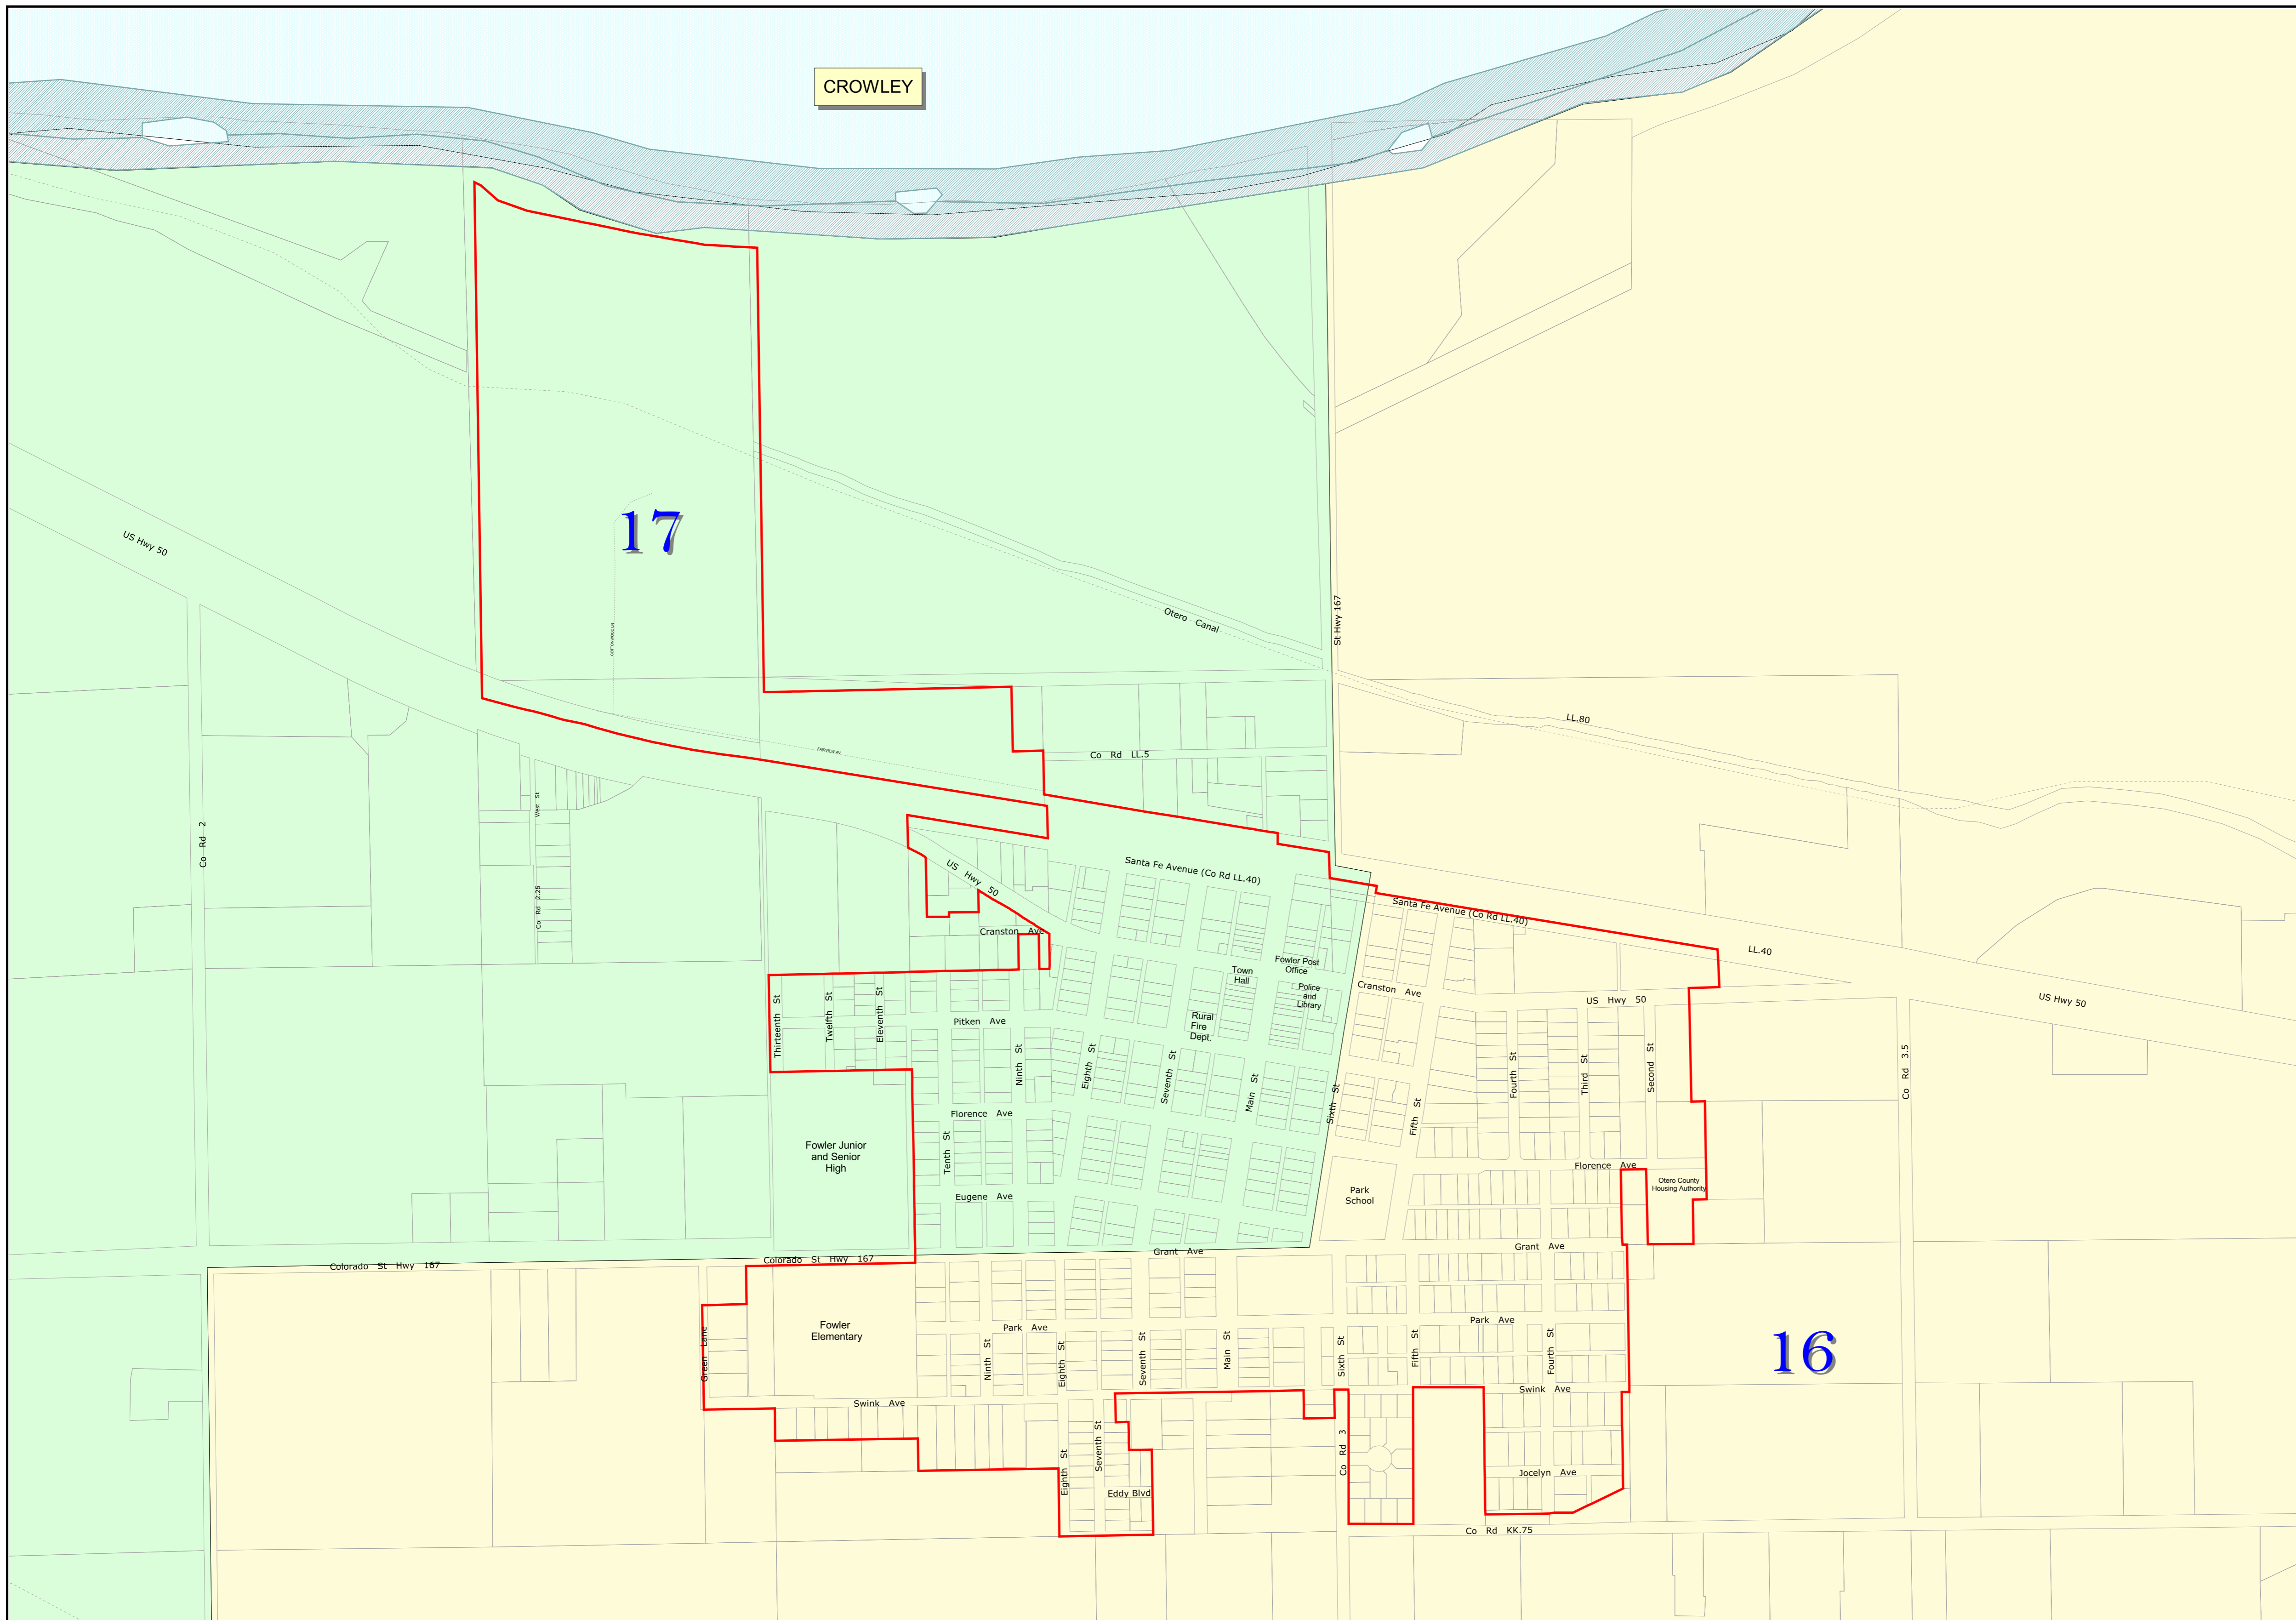 CROWLEY
17
US Hwy 50
COTTONWOOD LN
Otero Canal
St Hwy 167
LL.80
FAIRVIEW AV
Co Rd LL.5
Co Rd 2
West St
Co Rd 2.25
US Hwy 50
Santa Fe Avenue (Co Rd LL.40)
Santa Fe Avenue (Co Rd LL.40)
LL.40
Cranston Ave
Town
Hall
Fowler Post
Office
Police
and
Library
Cranston Ave
US Hwy 50
US Hwy 50
Thirteenth St
Twelfth St
Eleventh St
Pitken Ave
Rural
Fire
Dept.
Ninth St
Eighth St
Seventh St
Main St
Sixth St
Fifth St
Fourth St
Third St
Second St
Co Rd 3.5
Florence Ave
Fowler Junior
and Senior
High
Tenth St
Eugene Ave
Park
School
Florence Ave
Otero County
Housing Authority
Colorado St Hwy 167
Colorado St Hwy 167
Grant Ave
Grant Ave
Green Lane
Fowler
Elementary
Park Ave
Park Ave
Ninth St
Eighth St
Seventh St
Main St
Sixth St
Fifth St
Fourth St
16
Swink Ave
Swink Ave
Eighth St
Seventh St
Eddy Blvd
Co Rd 3
Jocelyn Ave
Co Rd KK.75